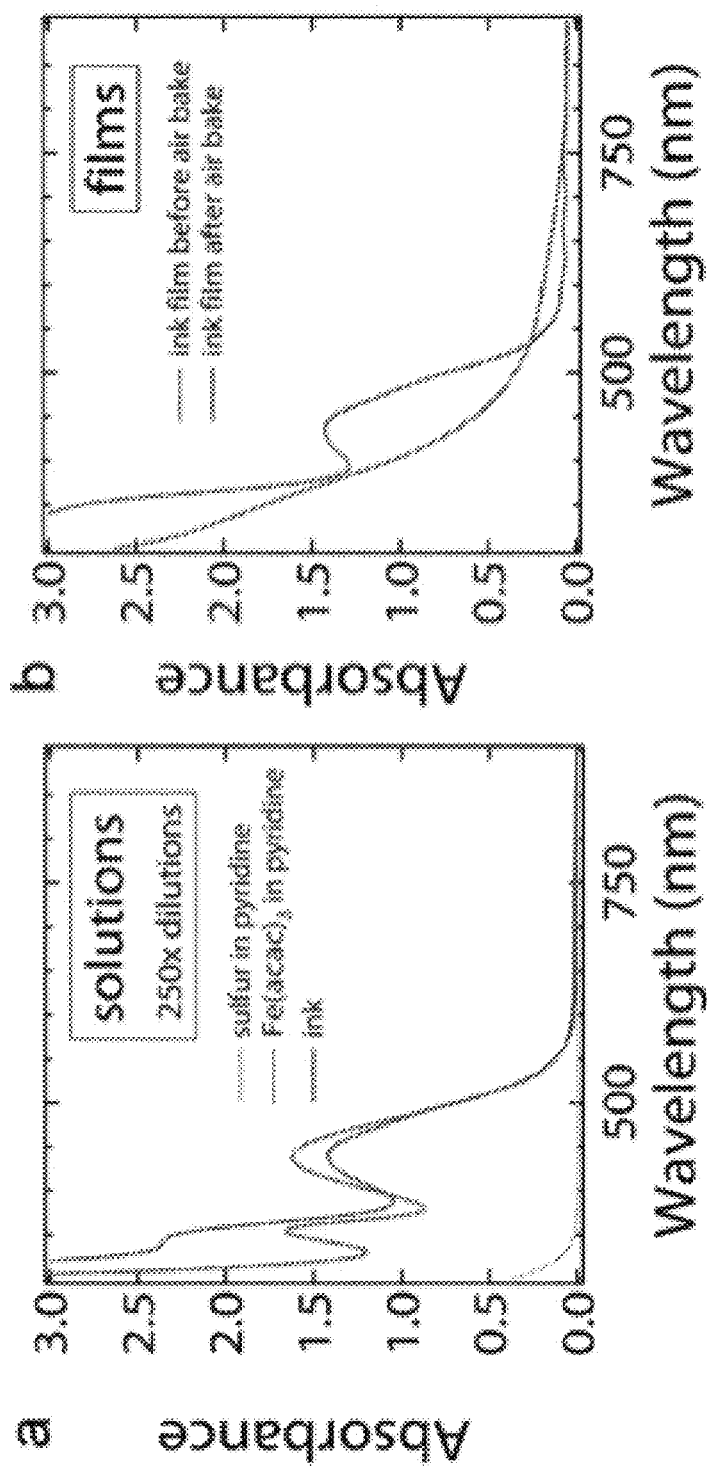 a
Absorbance
3.0
2.5
2.0
1.5
1.0
0.5
0.0
solutions
250x dilutions
sulfur in pyridine
Fe(acac)₃ in pyridine
ink
500
750
Wavelength (nm)
b
Absorbance
3.0
2.5
2.0
1.5
1.0
0.5
0.0
films
ink film before air bake
ink film after air bake
500
750
Wavelength (nm)